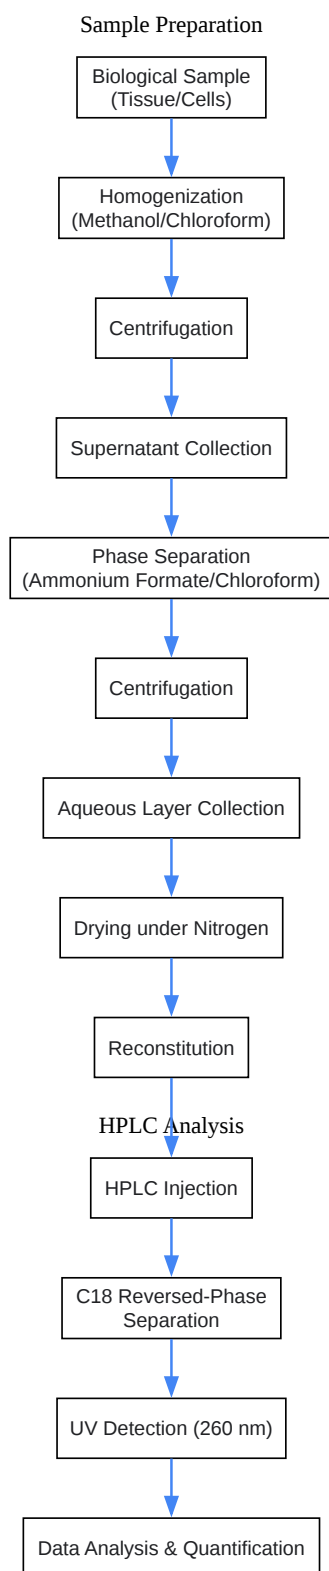 Sample Preparation
Biological Sample
(Tissue/Cells)
Homogenization
(Methanol/Chloroform)
Centrifugation
Supernatant Collection
Phase Separation
(Ammonium Formate/Chloroform)
Centrifugation
Aqueous Layer Collection
Drying under Nitrogen
Reconstitution
HPLC Analysis
HPLC Injection
C18 Reversed-Phase
Separation
UV Detection (260 nm)
Data Analysis & Quantification